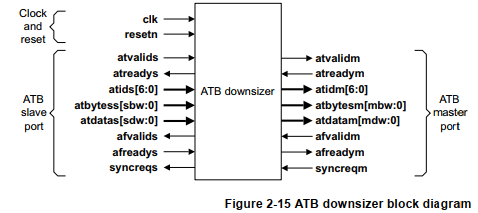 Clock and reset
clk
resetn
ATB slave port
atvalids
atreadys
atids[6:0]
atbytess[sbw:0]
atdatas[sdw:0]
afvalids
afreadys
syncreqs
ATB downsizer
atvalidm
atreadym
atidm[6:0]
atbytesm[mbw:0]
atdatam[mdw:0]
afvalidm
afreadym
syncreqm
ATB master port
Figure 2-15 ATB downsizer block diagram